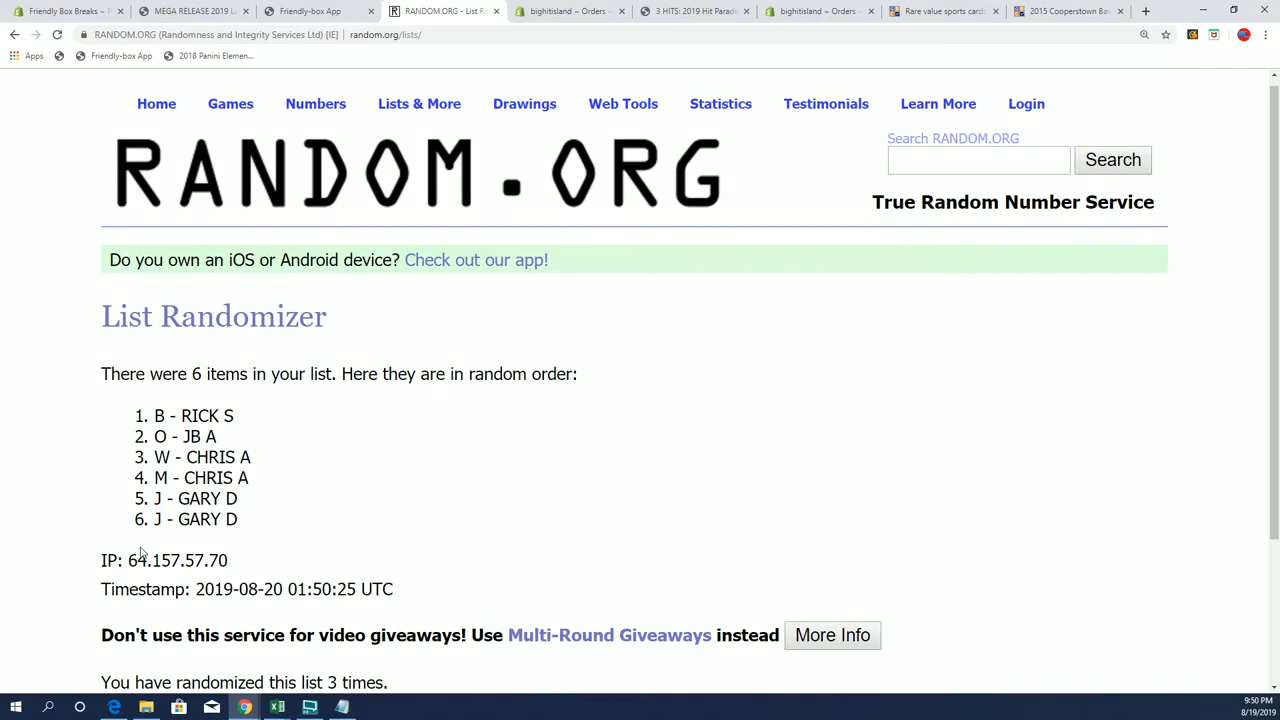 Friendly Box Breaks ~ P
MEGA RELEASE 2019 L
Friendly-box App
RANDOM.ORG - List R
bighitisland ~ Orders ~
3 HITS: 2019 Hit Parade
bighitisland ~ Orders ~
Rare value sports cards
2015 Cooperstown Bas
RANDOM.ORG (Randomness and Integrity Services Ltd) [IE] | random.org/lists/
Apps
Friendly-box App
2018 Panini Elemen...
Home Games Numbers Lists & More Drawings Web Tools Statistics Testimonials Learn More Login
RANDOM.ORG
Search RANDOM.ORG
Search
True Random Number Service
Do you own an iOS or Android device? Check out our app!
List Randomizer
There were 6 items in your list. Here they are in random order:
1. B - RICK S
2. O - JB A
3. W - CHRIS A
4. M - CHRIS A
5. J - GARY D
6. J - GARY D
IP: 64.157.57.70
Timestamp: 2019-08-20 01:50:25 UTC
Don't use this service for video giveaways! Use Multi-Round Giveaways instead
More Info
You have randomized this list 3 times.
9:50 PM
8/19/2019